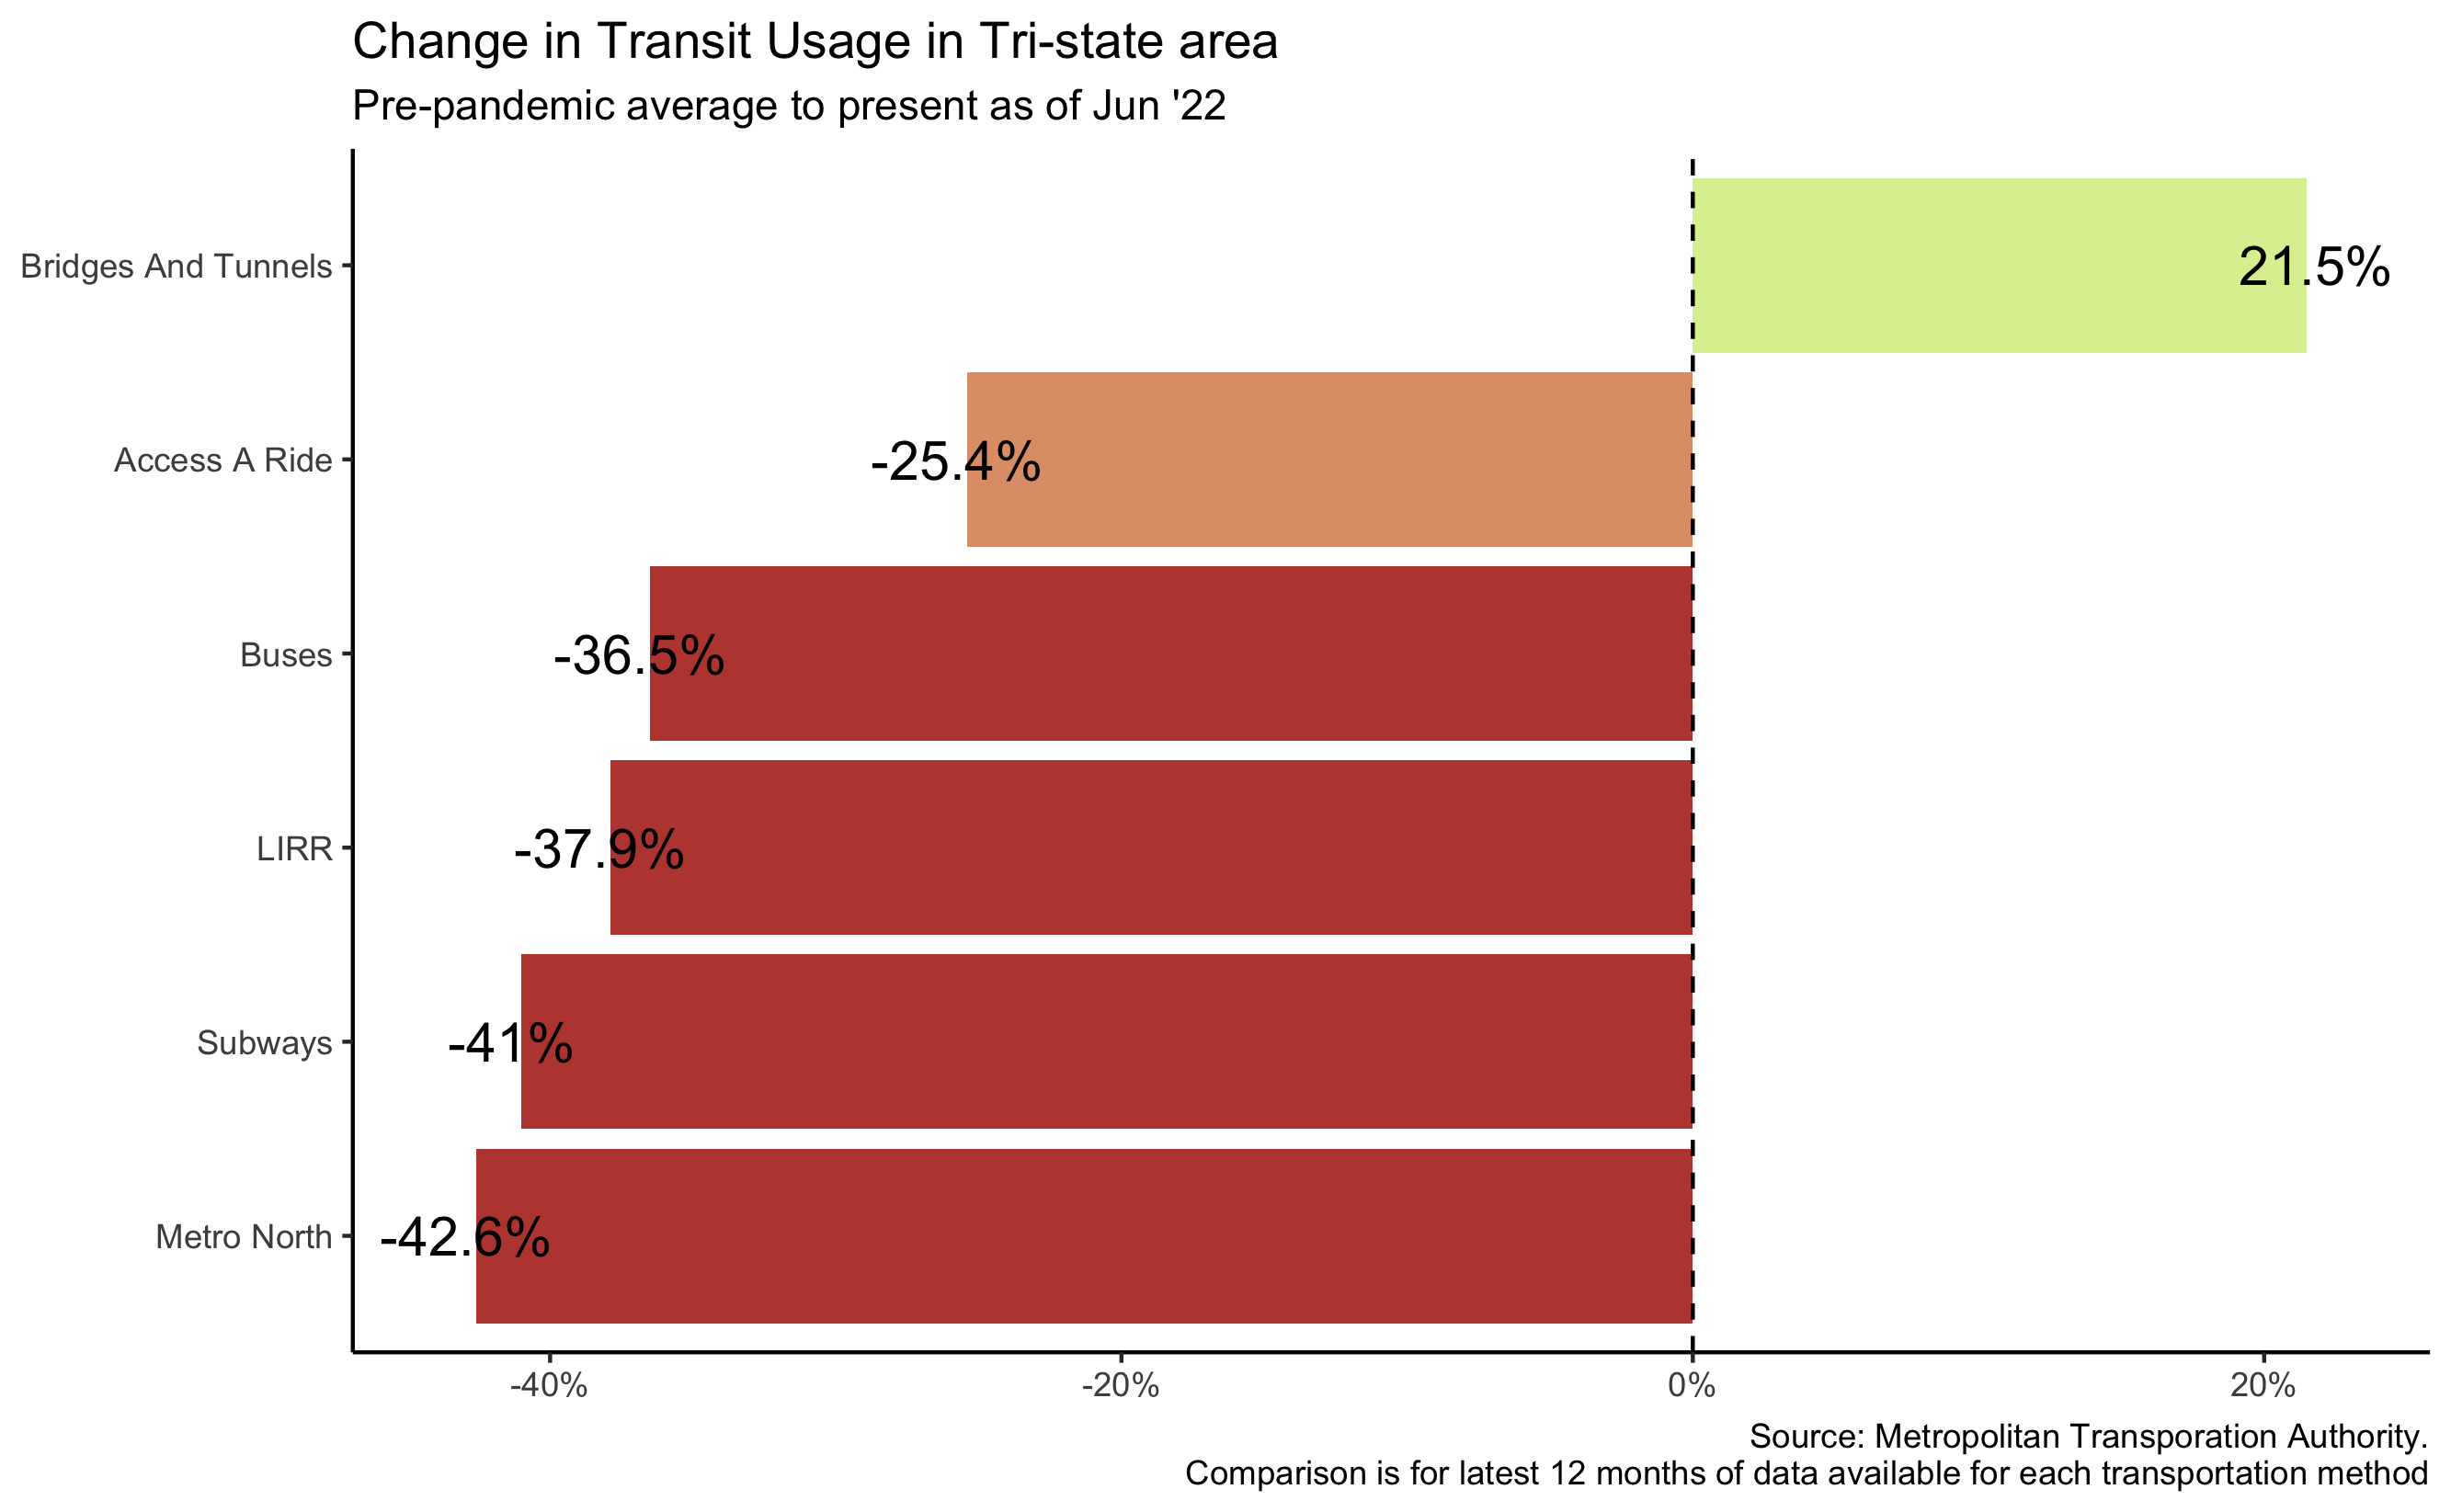 Change in Transit Usage in Tri-state area
Pre-pandemic average to present as of Jun '22
Bridges And Tunnels
21.5%
Access A Ride
-25.4%
Buses
-36.5%
LIRR
-37.9%
Subways
-41%
Metro North
-42.6%
-40%
-20%
0%
20%
Source: Metropolitan Transporation Authority.
Comparison is for latest 12 months of data available for each transportation method